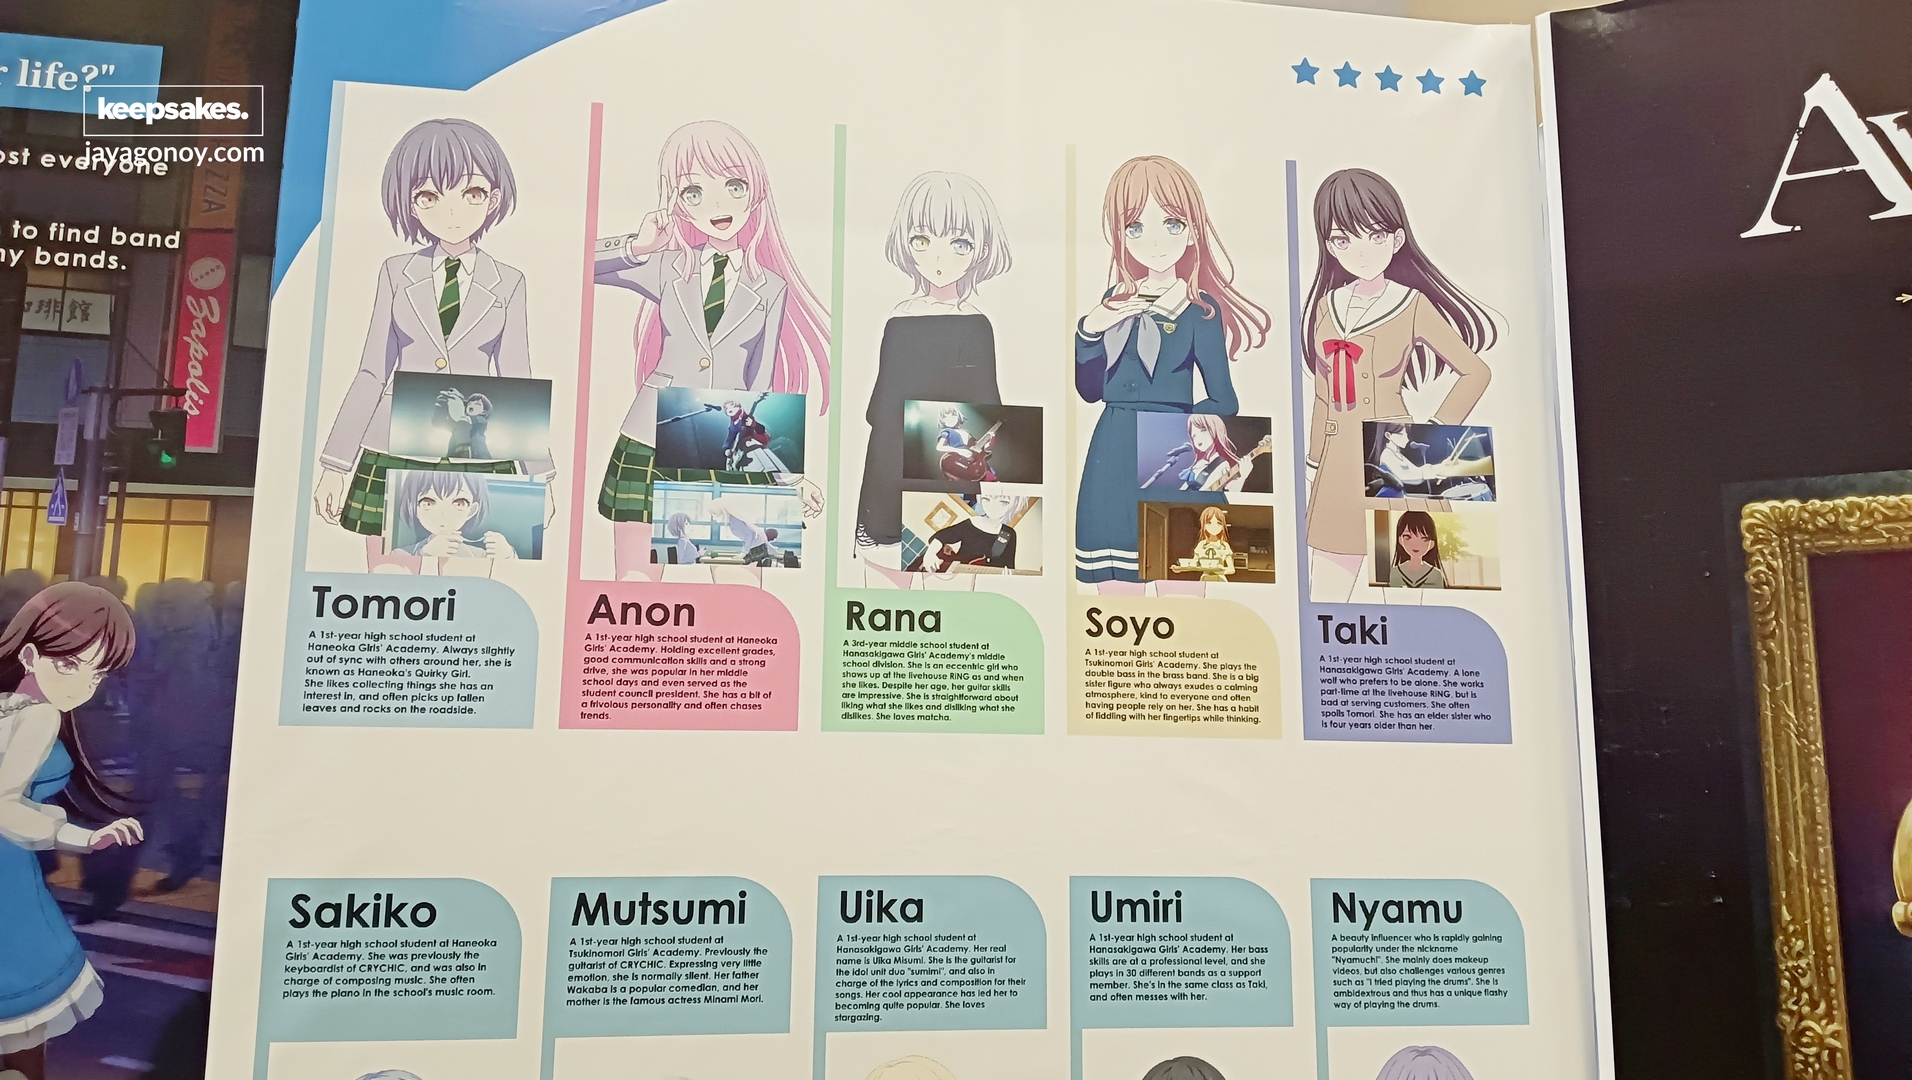 r life?"
keepsakes.
jayagonoy.com
ost everyone
to find band
ny bands.
PIZZA
Zapolis
Av
Tomori
A 1st-year high school student at
Haneoka Girls' Academy. Always slightly
out of sync with others around her, she is
known as Haneoka's Quirky Girl.
She likes collecting things she has an
interest in, and often picks up fallen
leaves and rocks on the roadside.
Anon
A 1st-year high school student at Haneoka
Girls' Academy. Holding excellent grades,
good communication skills and a strong
drive, she was popular in her middle
school days and even served as the
student council president. She has a bit of
a frivolous personality and often chases
trends.
Rana
A 3rd-year middle school student at
Hanasakigawa Girls' Academy's middle
school division. She is an eccentric girl who
shows up at the livehouse RiNG as and when
she likes. Despite her age, her guitar skills
are impressive. She is straightforward about
liking what she likes and disliking what she
dislikes. She loves matcha.
Soyo
A 1st-year high school student at
Tsukinomori Girls' Academy. She plays the
double bass in the brass band. She is a big
sister figure who always exudes a calming
atmosphere, kind to everyone and often
having people rely on her. She has a habit
of fiddling with her fingertips while thinking.
Taki
A 1st-year high school student at
Hanasakigawa Girls' Academy. A lone
wolf who prefers to be alone. She works
part-time at the livehouse RiNG, but is
bad at serving customers. She often
spoils Tomori. She has an elder sister who
is four years older than her.
Sakiko
A 1st-year high school student at Haneoka
Girls' Academy. She was previously the
keyboardist of CRYCHIC, and was also in
charge of composing music. She often
plays the piano in the school's music room.
Mutsumi
A 1st-year high school student at
Tsukinomori Girls' Academy. Previously the
guitarist of CRYCHIC. Expressing very little
emotion, she is normally silent. Her father
Wakaba is a popular comedian, and her
mother is the famous actress Minami Mori.
Uika
A 1st-year high school student at
Hanasakigawa Girls' Academy. Her real
name is Uika Misumi. She is the guitarist for
the idol unit duo "sumimi", and also in
charge of the lyrics and composition for their
songs. Her cool appearance has led her to
becoming quite popular. She loves
stargazing.
Umiri
A 1st-year high school student at
Hanasakigawa Girls' Academy. Her bass
skills are at a professional level, and she
plays in 30 different bands as a support
member. She's in the same class as Taki,
and often messes with her.
Nyamu
A beauty influencer who is rapidly gaining
popularity under the nickname
"Nyamuchi". She mainly does makeup
videos, but also challenges various genres
such as "I tried playing the drums". She is
ambidextrous and thus has a unique flashy
way of playing the drums.